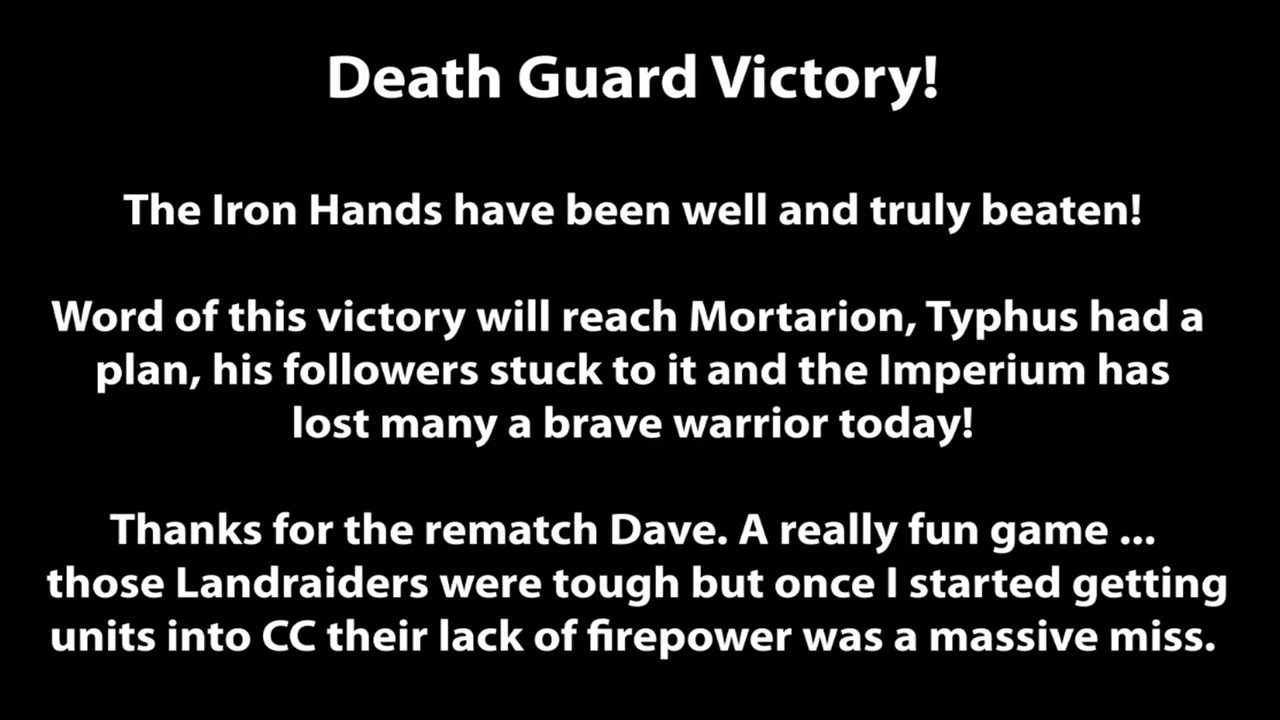 Death Guard Victory!
The Iron Hands have been well and truly beaten!
Word of this victory will reach Mortarion, Typhus had a
plan, his followers stuck to it and the Imperium has
lost many a brave warrior today!
Thanks for the rematch Dave. A really fun game ...
those Landraiders were tough but once I started getting
units into CC their lack of firepower was a massive miss.